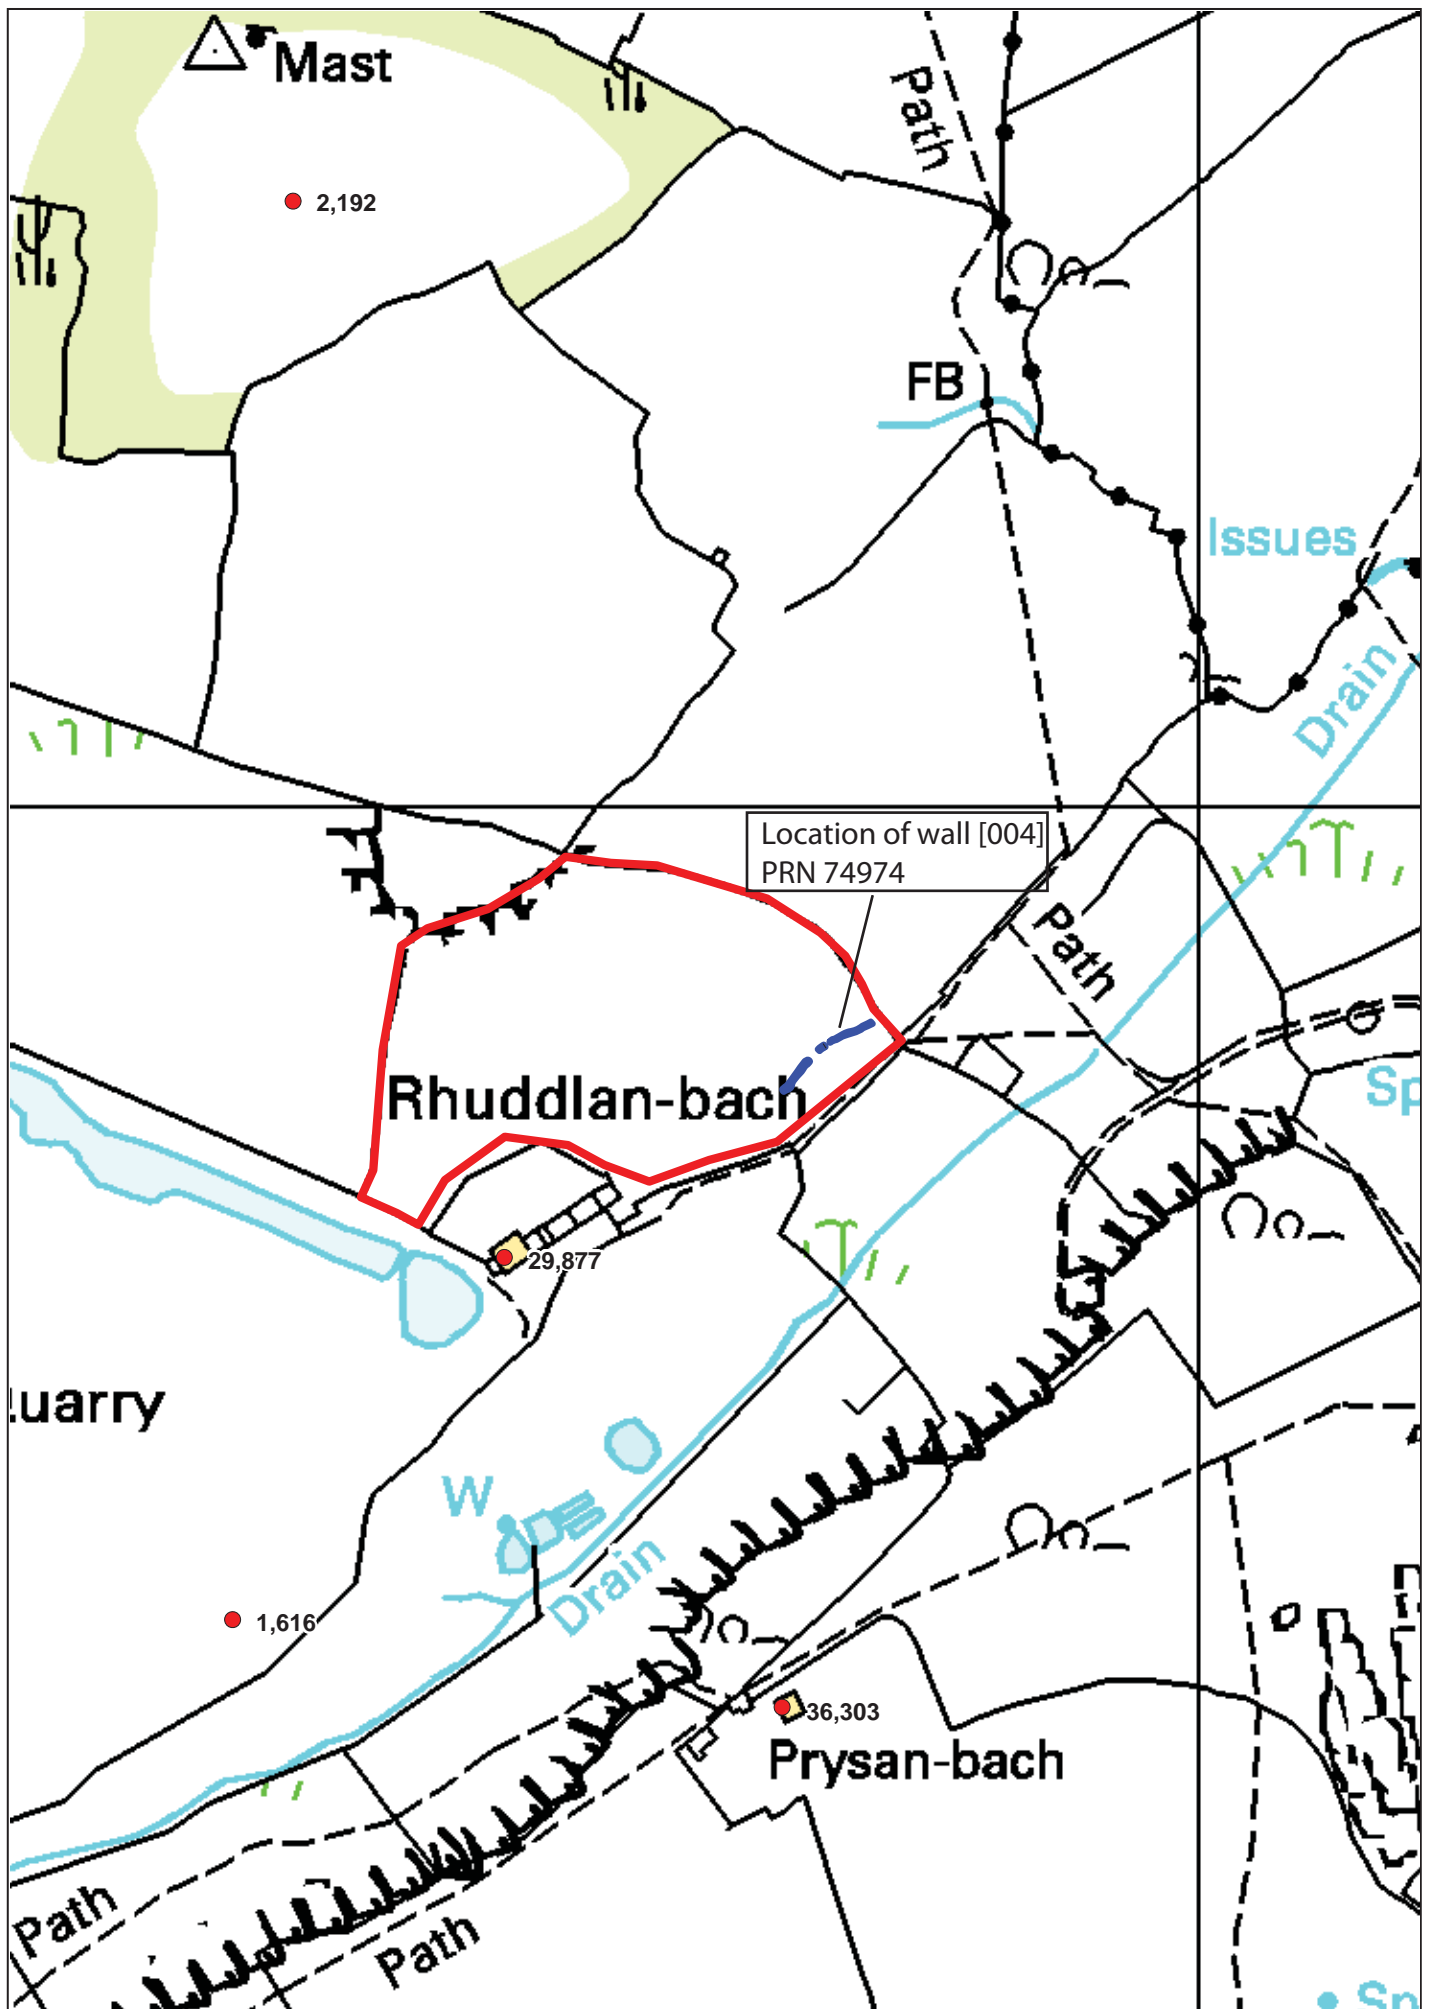 Mast
Path
2,192
FB
Issues
Drain
Location of wall [004]
PRN 74974
Path
Rhuddlan-bach
Sp
29,877
uarry
W
Drain
1,616
36,303
Prysan-bach
Path
Path
Sp